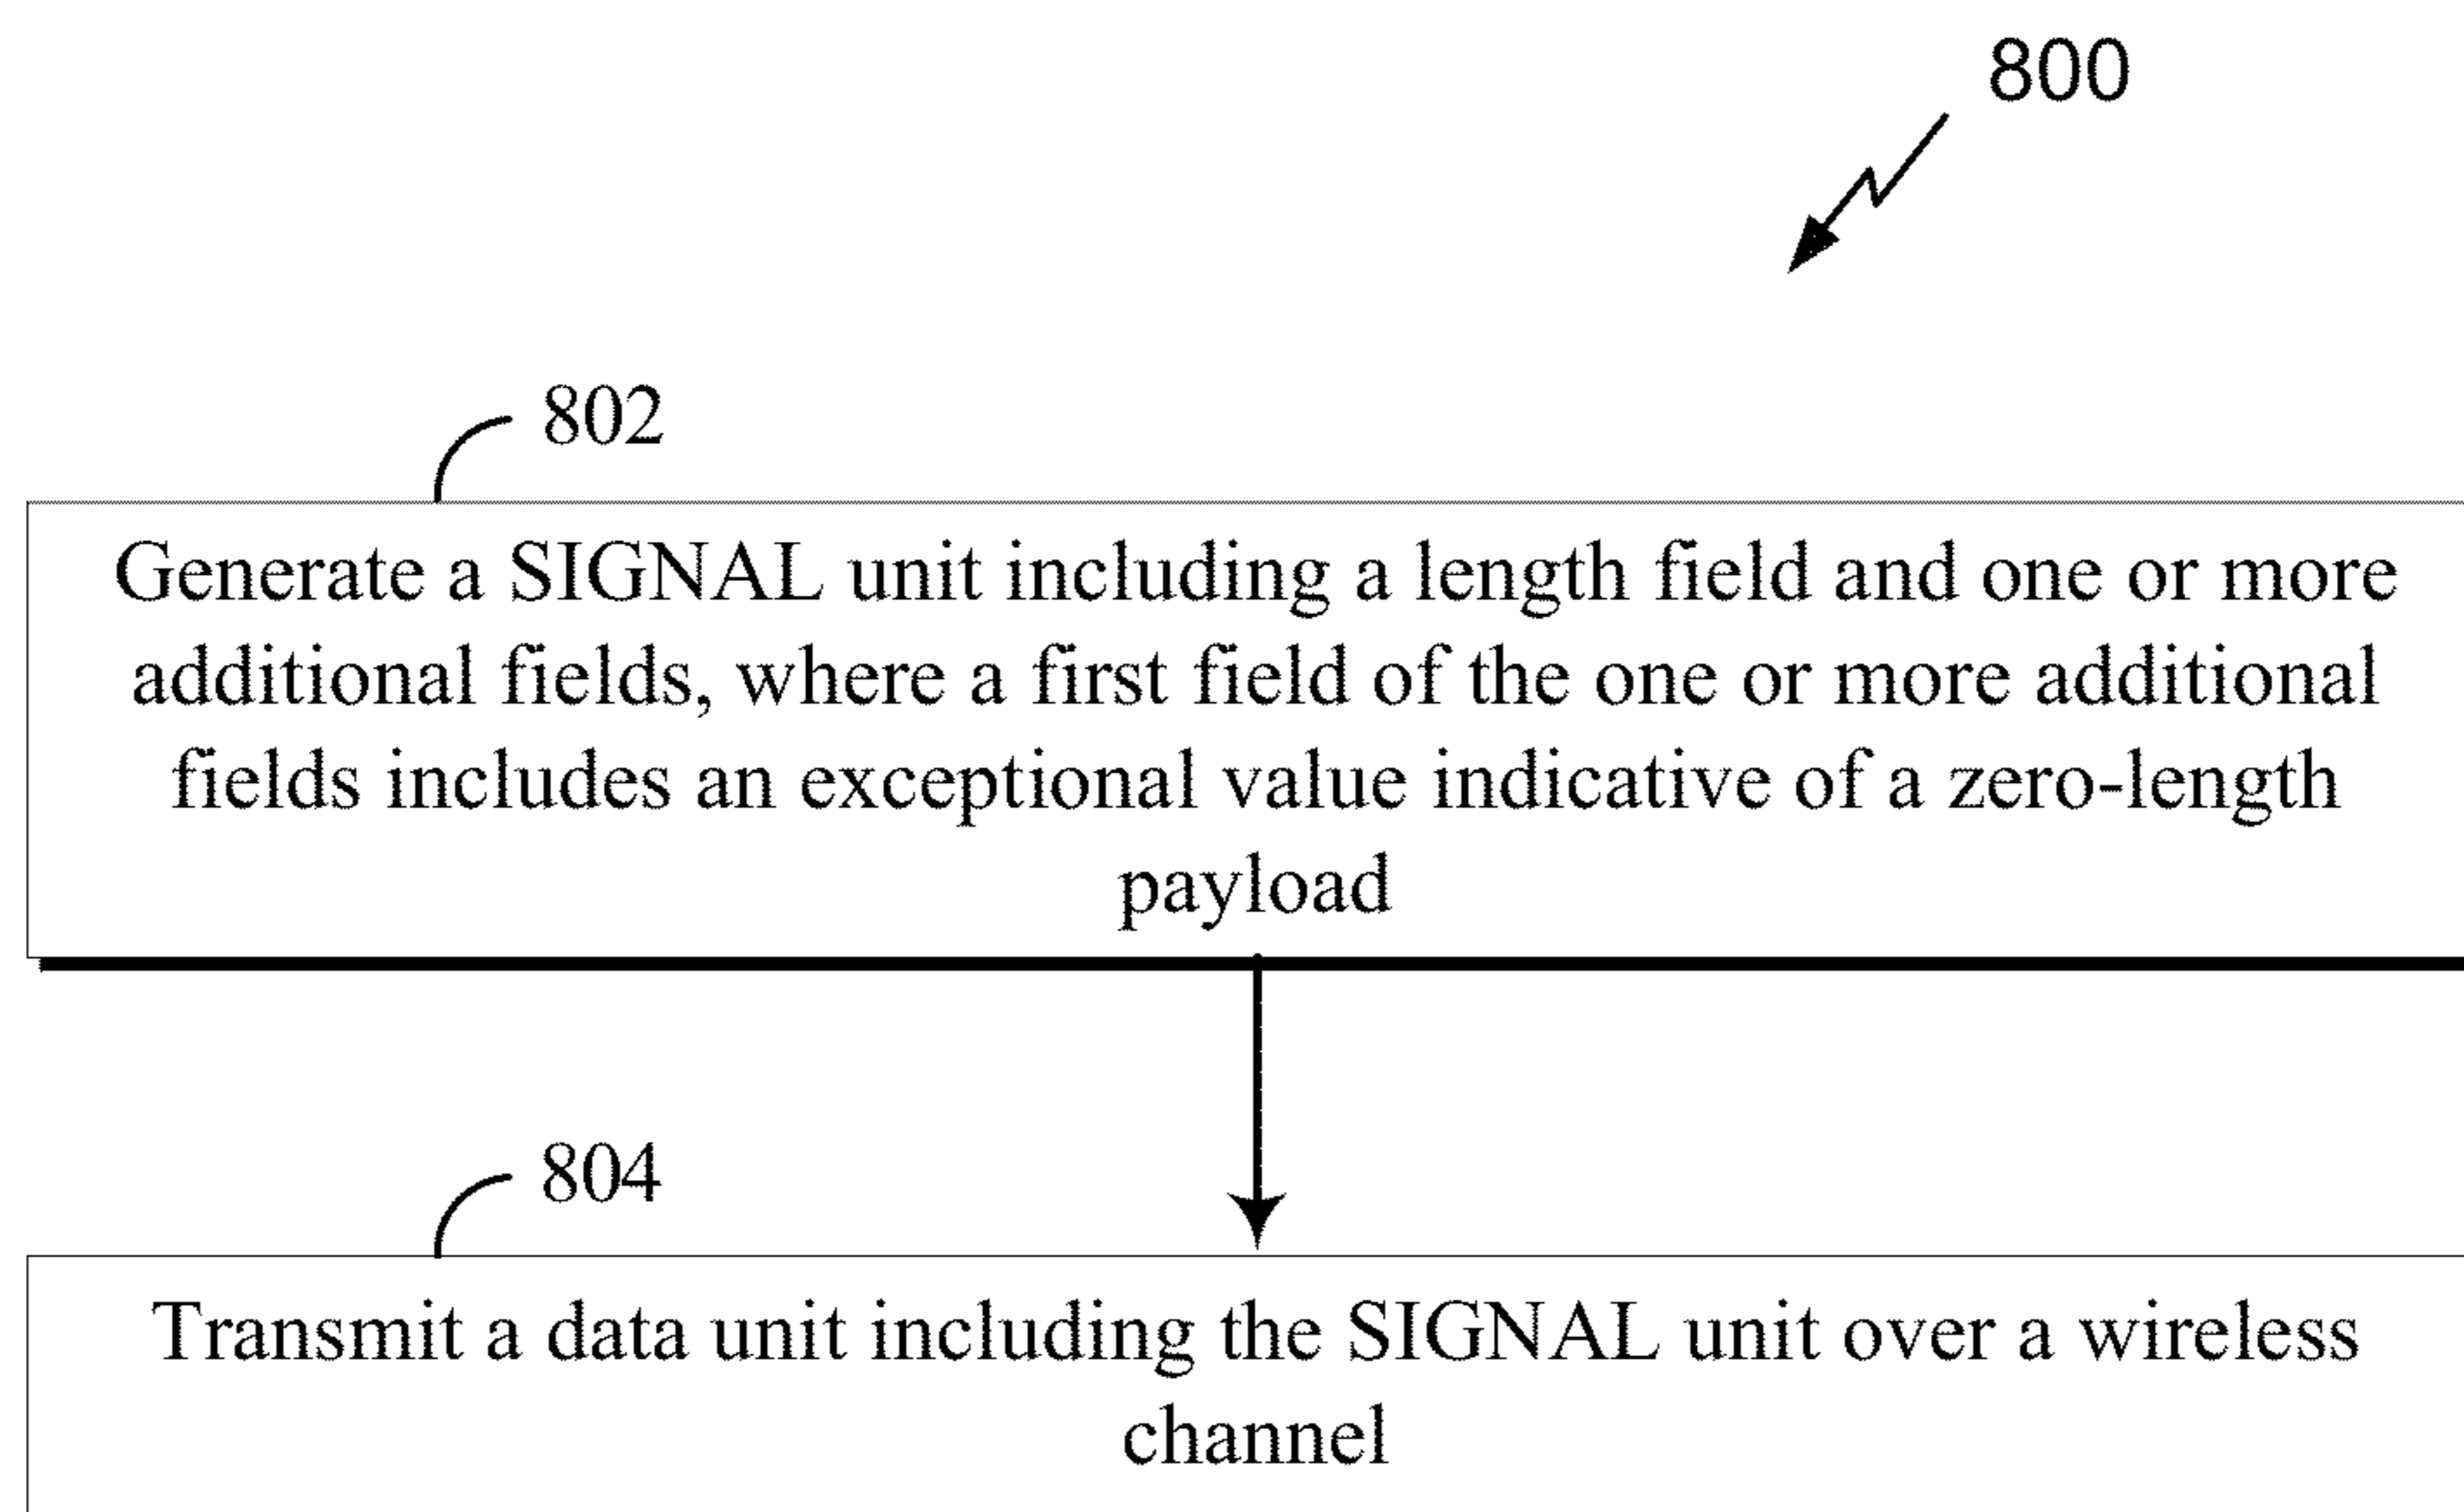 800
802
Generate a SIGNAL unit including a length field and one or more
additional fields, where a first field of the one or more additional
fields includes an exceptional value indicative of a zero-length
payload
804
Transmit a data unit including the SIGNAL unit over a wireless
channel